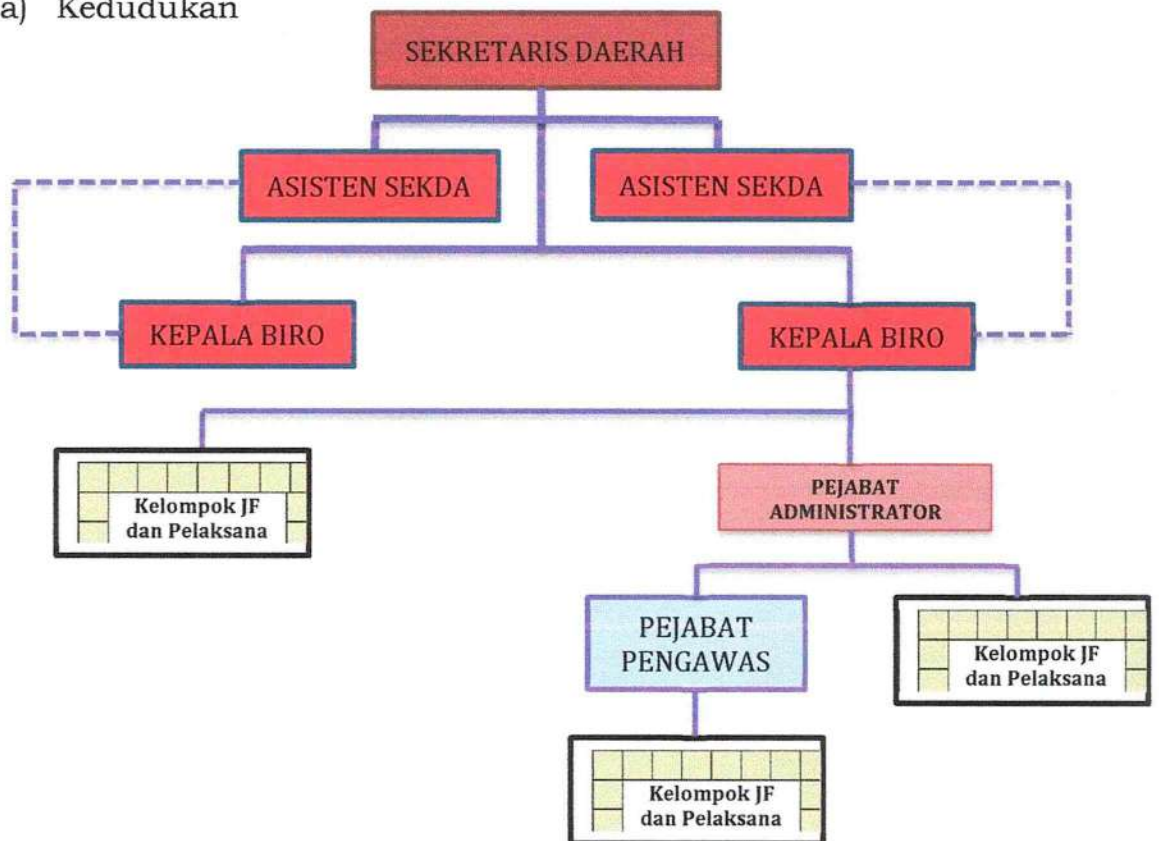 a) Kedudukan
SEKRETARIS DAERAH
ASISTEN SEKDA
ASISTEN SEKDA
KEPALA BIRO
KEPALA BIRO
Kelompok JF
dan Pelaksana
PEJABAT
ADMINISTRATOR
PEJABAT
PENGAWAS
Kelompok JF
dan Pelaksana
Kelompok JF
dan Pelaksana